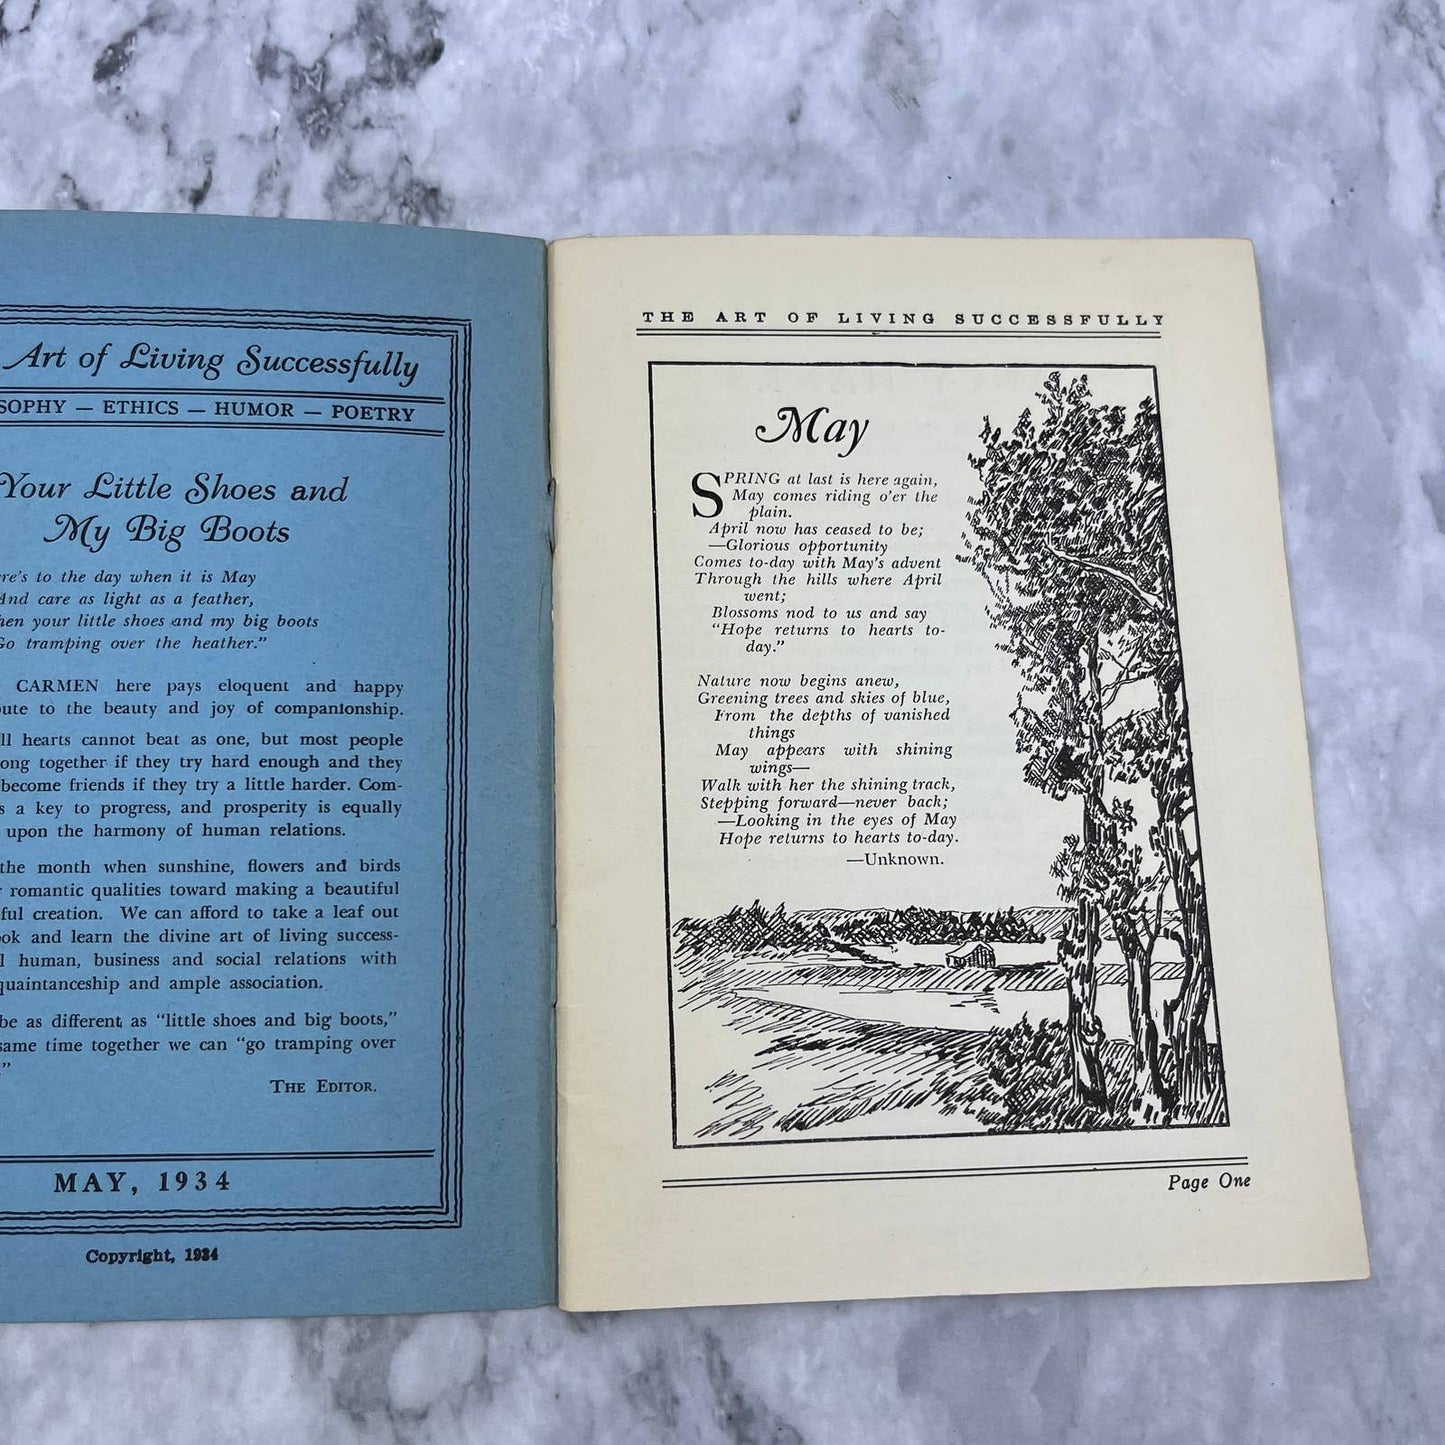 Art of Living Successfully
SOPHY — ETHICS — HUMOR — POETRY
Your Little Shoes and
My Big Boots
to the day when it is May
And care as light as a feather,
your little shoes and my big boots
Go tramping over the heather."
CARMEN here pays eloquent and happy
to the beauty and joy of companionship.
hearts cannot beat as one, but most people
together if they try hard enough and they
become friends if they try a little harder. Com-
a key to progress, and prosperity is equally
upon the harmony of human relations.
the month when sunshine, flowers and birds
romantic qualities toward making a beautiful
creation. We can afford to take a leaf out
and learn the divine art of living success-
human, business and social relations with
and ample association.
be as different as "little shoes and big boots,"
same time together we can "go tramping over
"
THE EDITOR.
MAY, 1934
Copyright, 1934
THE ART OF LIVING SUCCESSFULLY
May
SPRING at last is here again,
May comes riding o'er the
plain.
April now has ceased to be;
—Glorious opportunity
Comes to-day with May's advent
Through the hills where April
went;
Blossoms nod to us and say
"Hope returns to hearts to-
day."
Nature now begins anew,
Greening trees and skies of blue,
From the depths of vanished
things
May appears with shining
wings—
Walk with her the shining track,
Stepping forward—never back;
—Looking in the eyes of May
Hope returns to hearts to-day.
—Unknown.
Page One